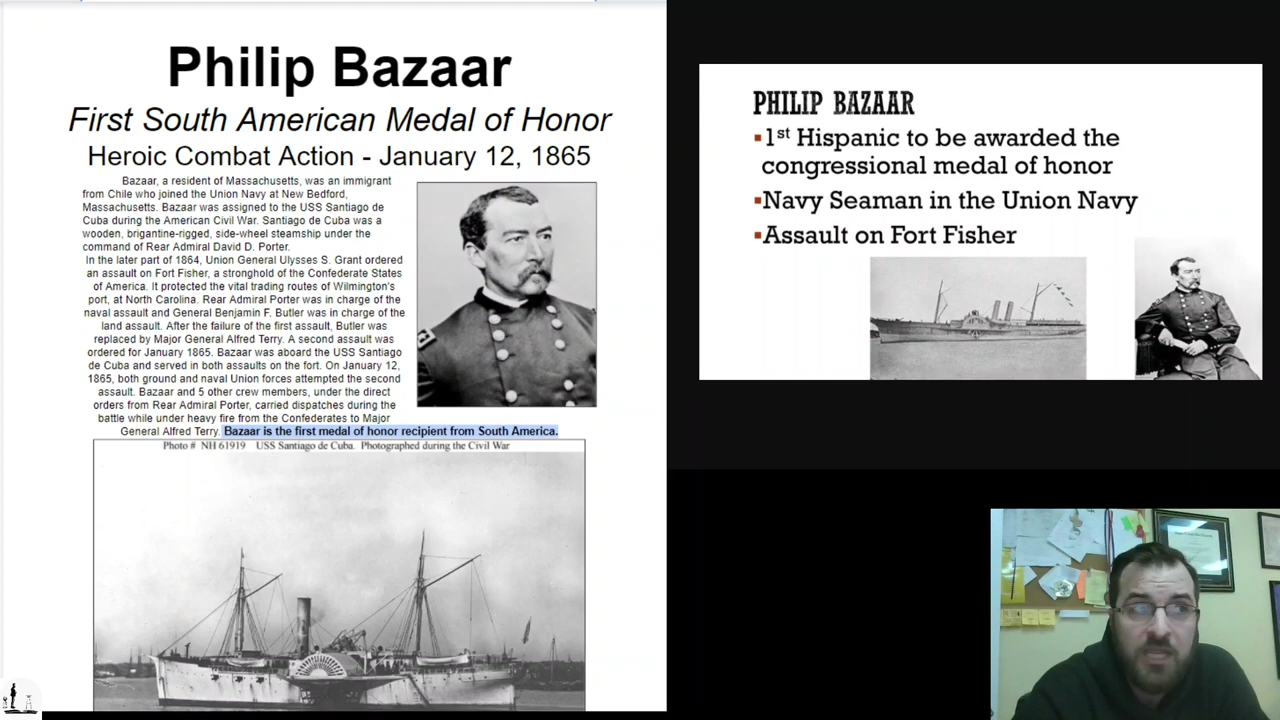 Philip Bazaar
First South American Medal of Honor
Heroic Combat Action - January 12, 1865
Bazaar, a resident of Massachusetts, was an immigrant
from Chile who joined the Union Navy at New Bedford,
Massachusetts. Bazaar was assigned to the USS Santiago de
Cuba during the American Civil War. Santiago de Cuba was a
wooden, brigantine-rigged, side-wheel steamship under the
command of Rear Admiral David D. Porter.
In the later part of 1864, Union General Ulysses S. Grant ordered
an assault on Fort Fisher, a stronghold of the Confederate States
of America. It protected the vital trading routes of Wilmington's
port, at North Carolina. Rear Admiral Porter was in charge of the
naval assault and General Benjamin F. Butler was in charge of the
land assault. After the failure of the first assault, Butler was
replaced by Major General Alfred Terry. A second assault was
ordered for January 1865. Bazaar was aboard the USS Santiago
de Cuba and served in both assaults on the fort. On January 12,
1865, both ground and naval Union forces attempted the second
assault. Bazaar and 5 other crew members, under the direct
orders from Rear Admiral Porter, carried dispatches during the
battle while under heavy fire from the Confederates to Major
General Alfred Terry. Bazaar is the first medal of honor recipient from South America.
Photo # NH 61919 USS Santiago de Cuba. Photographed during the Civil War
PHILIP BAZAAR
▪1st Hispanic to be awarded the
congressional medal of honor
▪Navy Seaman in the Union Navy
▪Assault on Fort Fisher